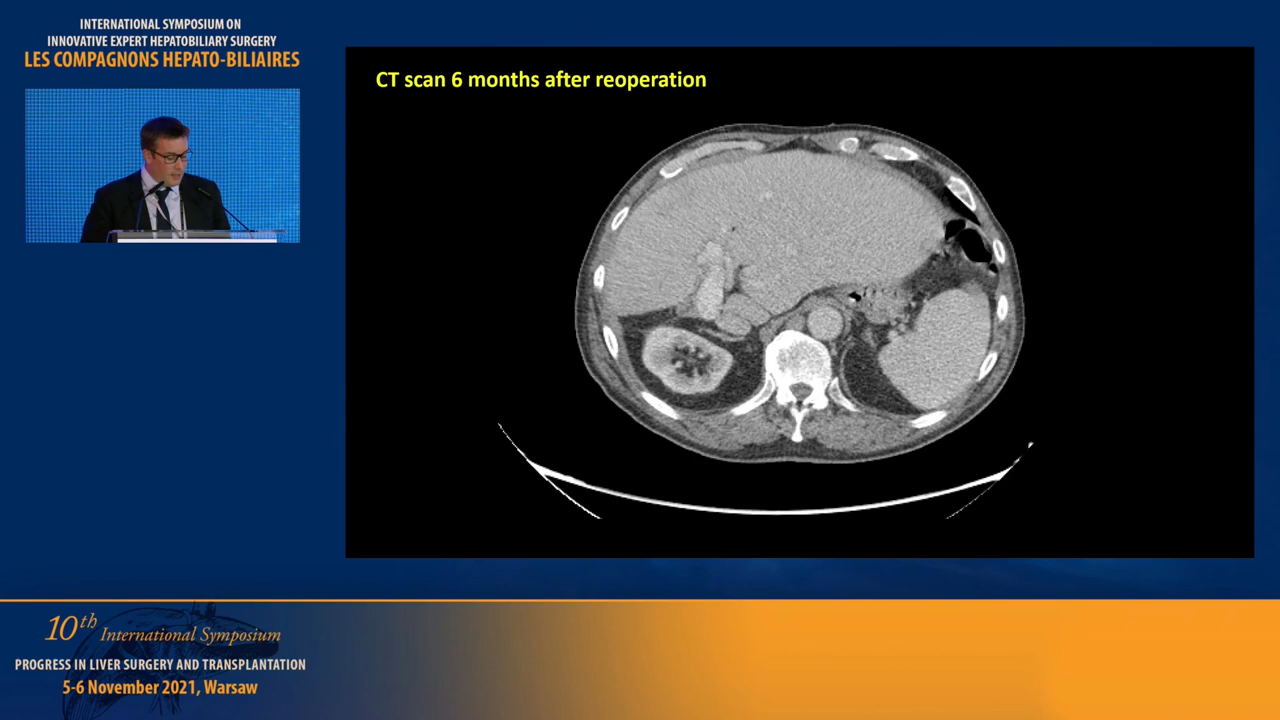 INTERNATIONAL SYMPOSIUM ON
INNOVATIVE EXPERT HEPATOBILIARY SURGERY
LES COMPAGNONS HEPATO-BILIAIRES
CT scan 6 months after reoperation
10th International Symposium
PROGRESS IN LIVER SURGERY AND TRANSPLANTATION
5-6 November 2021, Warsaw